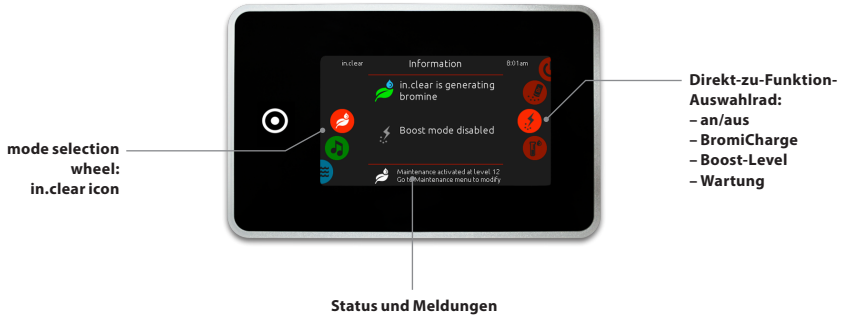 in.clear
Information
8:01am
in.clear is generating
bromine
Boost mode disabled
Maintenance activated at level: 12
Go to Maintenance menu to modify
mode selection
wheel:
in.clear icon
Direkt-zu-Funktion-
Auswahlrad:
– an/aus
– BromiCharge
– Boost-Level
– Wartung
Status und Meldungen